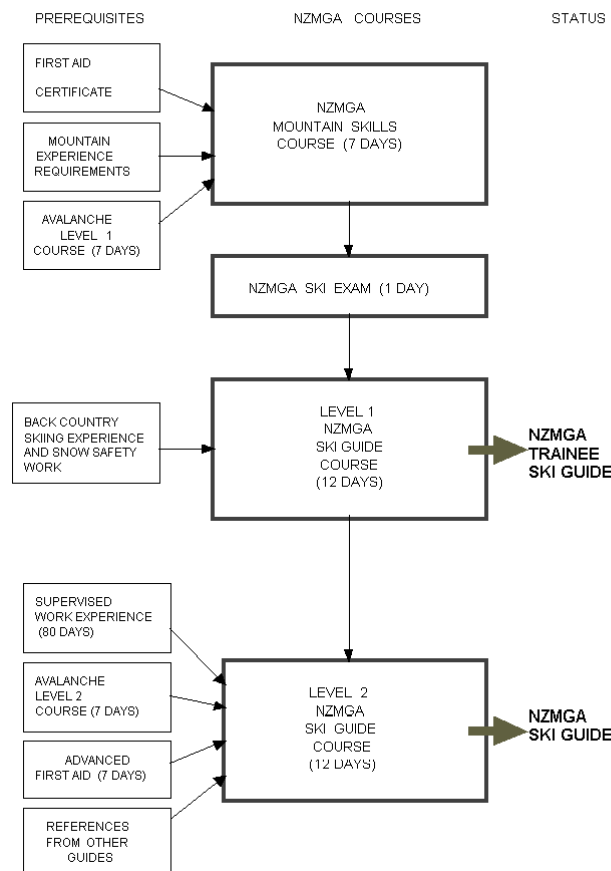 PREREQUISITES NZMGA COURSES STATUS
FIRST AID
CERTIFICATE
NZMGA
MOUNTAIN SKILLS
COURSE (7 DAYS)
MOUNTAIN
EXPERIENCE
REQUIREMENTS
AVALANCHE
LEVEL 1
COURSE (7 DAYS)
NZMGA SKI EXAM (1 DAY)
BACK COUNTRY
SKIING EXPERIENCE
AND SNOW SAFETY
WORK
LEVEL 1
NZMGA
SKI GUIDE
COURSE
(12 DAYS)
NZMGA
TRAINEE
SKI GUIDE
SUPERVISED
WORK EXPERIENCE
(80 DAYS)
AVALANCHE
LEVEL 2
COURSE (7 DAYS)
ADVANCED
FIRST AID (7 DAYS)
REFERENCES
FROM OTHER
GUIDES
LEVEL 2
NZMGA
SKI GUIDE
COURSE
(12 DAYS)
NZMGA
SKI GUIDE